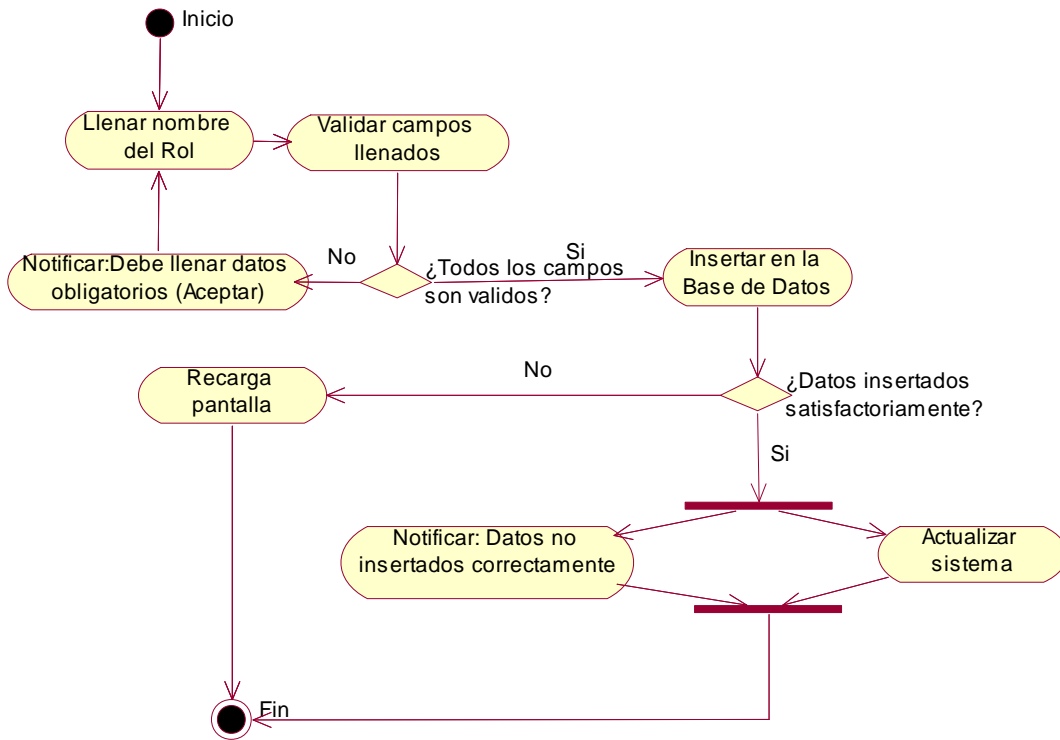 Inicio
Llenar nombre
del Rol
Validar campos
llenados
No
Si
Notificar:Debe llenar datos
obligatorios (Aceptar)
¿Todos los campos
son validos?
Insertar en la
Base de Datos
Recarga
pantalla
No
¿Datos insertados
satisfactoriamente?
Si
Notificar: Datos no
insertados correctamente
Actualizar
sistema
Fin